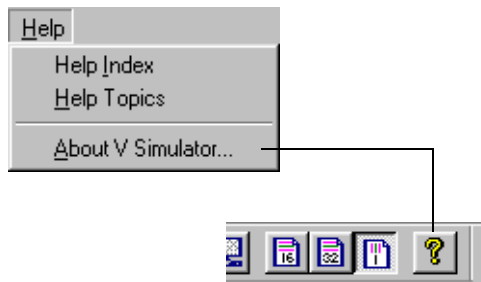 Help
Help Index
Help Topics
About V Simulator...
16
32